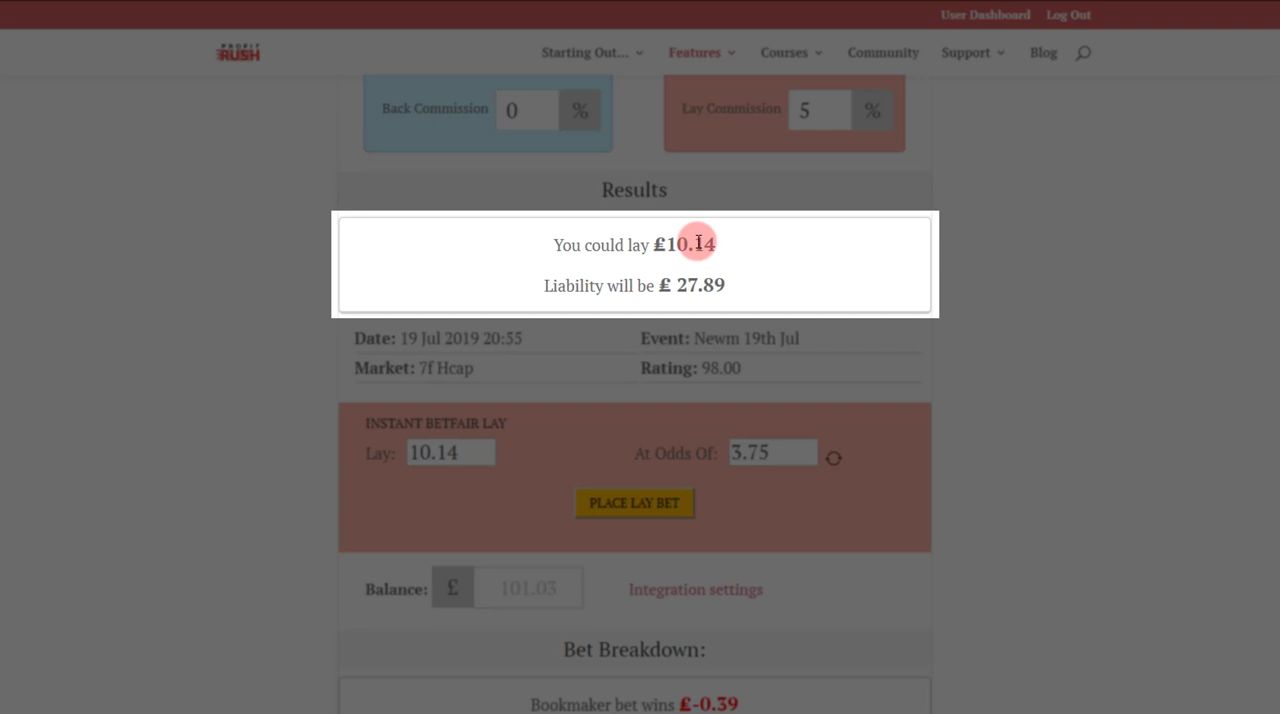 User Dashboard Log Out
PROFIT RUSH Starting Out... Features Courses Community Support Blog
Back Commission 0 % Lay Commission 5 %
Results
You could lay £10.14
Liability will be £ 27.89
Date: 19 Jul 2019 20:55 Event: Newm 19th Jul
Market: 7f Hcap Rating: 98.00
INSTANT BETFAIR LAY
Lay: 10.14 At Odds Of: 3.75
PLACE LAY BET
Balance: £ 101.03 Integration settings
Bet Breakdown:
Bookmaker bet wins £-0.39